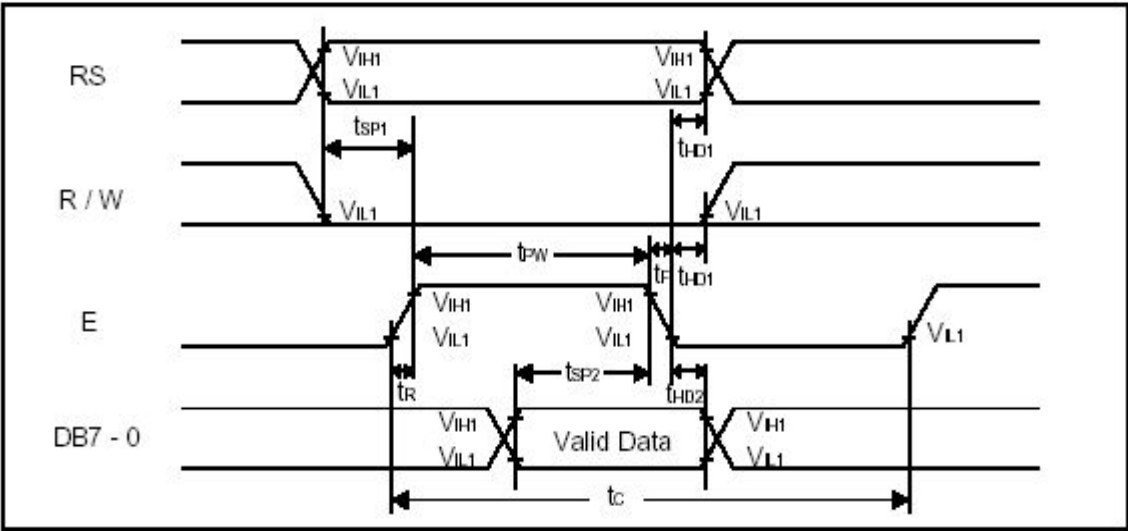 RS
VIH1
VIH1
VIL1
VIL1
tSP1
tHD1
R / W
VIL1
VIL1
tPW
tF
tHD1
E
VIH1
VIH1
VIL1
VIL1
VIL1
tR
tSP2
tHD2
DB7 - 0
VIH1
VIL1
Valid Data
VIH1
VIL1
tC